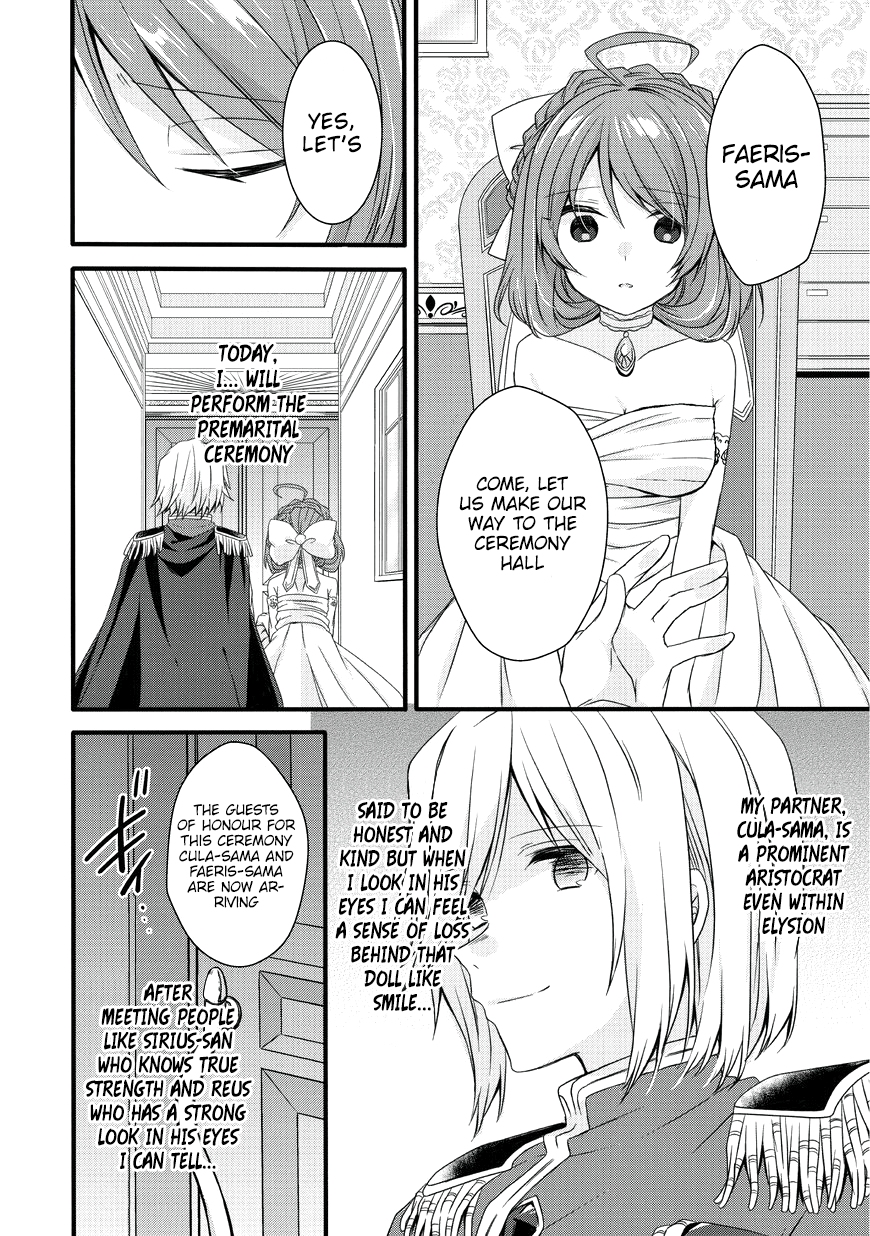 FAERIS-
SAMA
COME, LET
US MAKE OUR
WAY TO THE
CEREMONY
HALL
YES,
LET'S
TODAY,
I... WILL
PERFORM THE
PREMARITAL
CEREMONY
MY PARTNER,
CULA-SAMA, IS
A PROMINENT
ARISTOCRAT
EVEN WITHIN
ELYSION
SAID TO BE
HONEST AND
KIND BUT WHEN
I LOOK IN HIS
EYES I CAN FEEL
A SENSE OF LOSS
BEHIND THAT
DOLL LIKE
SMILE...
THE GUESTS
OF HONOUR FOR
THIS CEREMONY
CULA-SAMA AND
FAERIS-SAMA
ARE NOW AR-
RIVING
ギ...
AFTER
MEETING PEOPLE
LIKE SIRIUS-SAN
WHO KNOWS TRUE
STRENGTH AND REUS
WHO HAS A STRONG
LOOK IN HIS EYES
I CAN TELL...